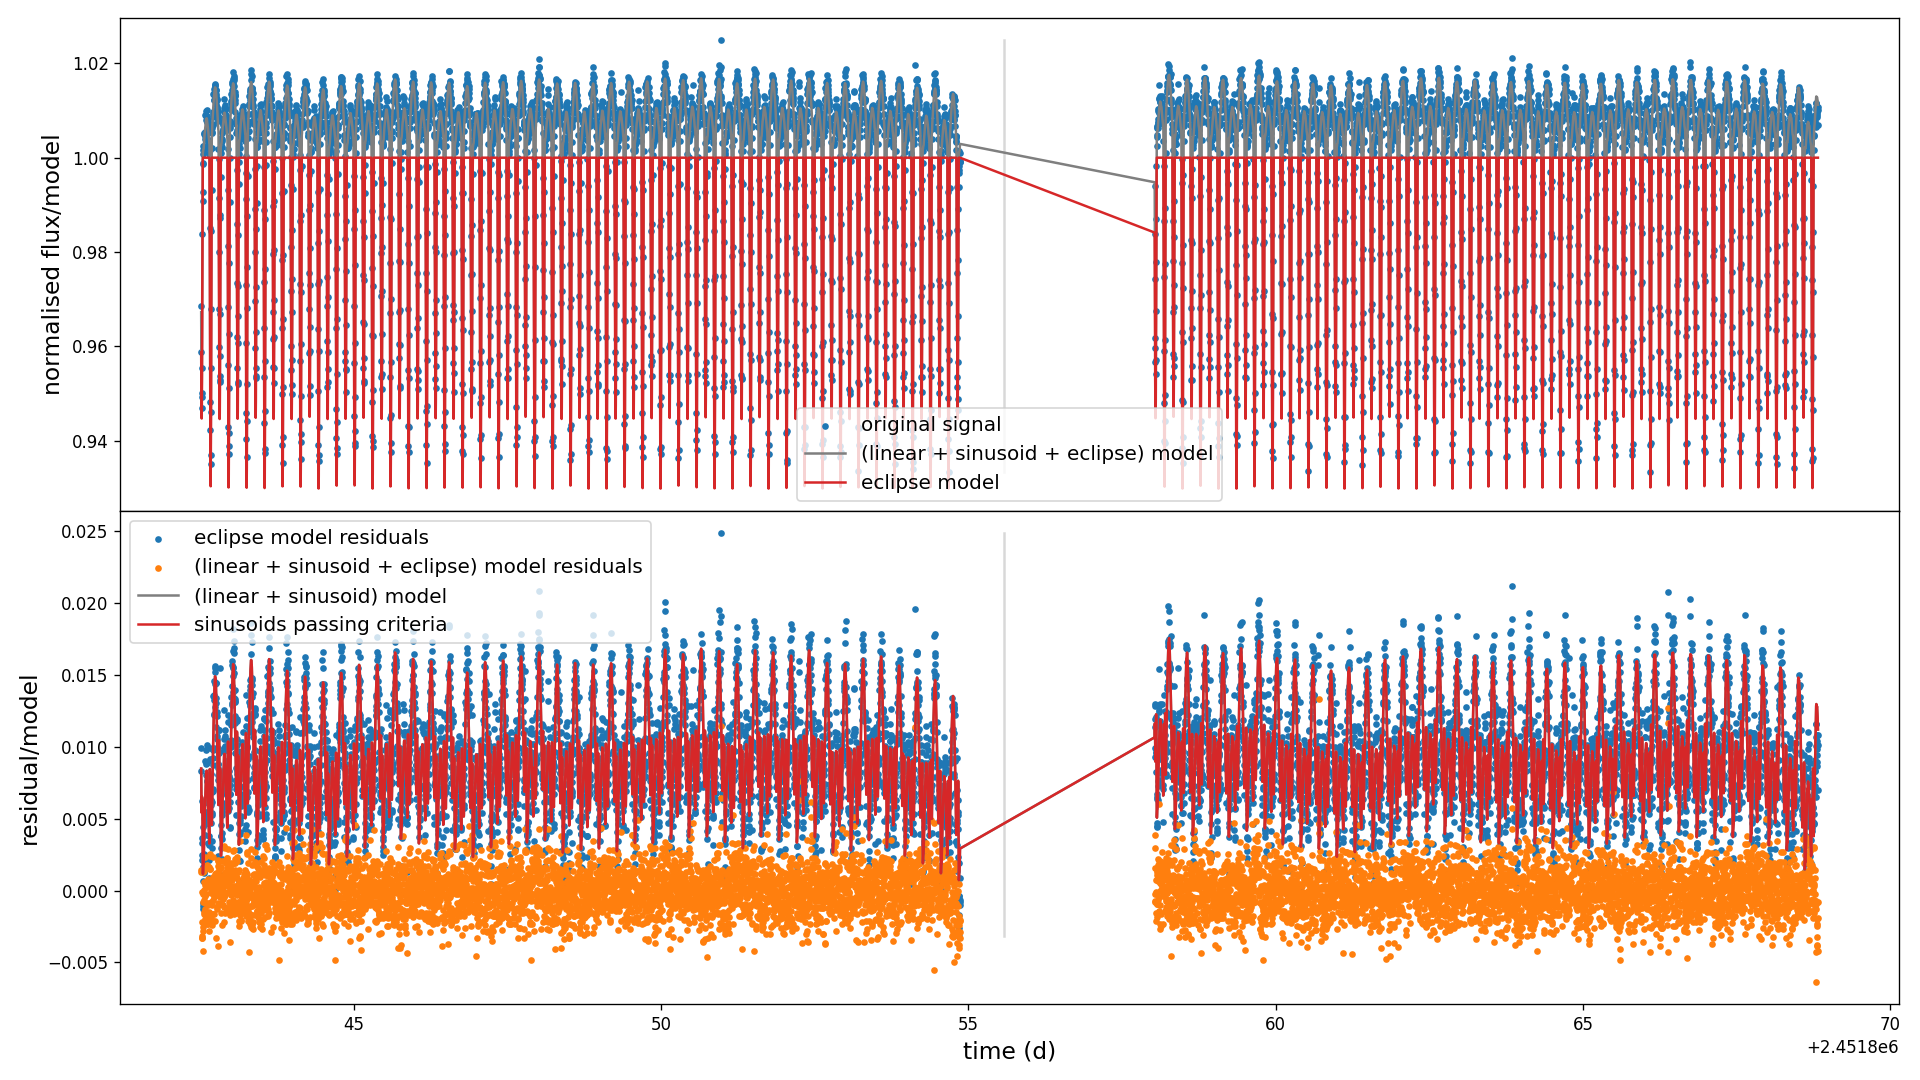 1.02
1.00
0.98
0.96
0.94
normalised flux/model
original signal
(linear + sinusoid + eclipse) model
eclipse model
0.025
0.020
0.015
0.010
0.005
0.000
−0.005
residual/model
eclipse model residuals
(linear + sinusoid + eclipse) model residuals
(linear + sinusoid) model
sinusoids passing criteria
45 50 55 60 65 70
time (d)
+2.4518e6